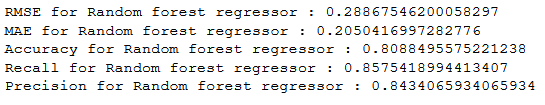 RMSE for Random forest regressor : 0.28867546200058297
MAE for Random forest regressor : 0.2050416997282776
Accuracy for Random forest regressor : 0.8088495575221238
Recall for Random forest regressor : 0.8575418994413407
Precision for Random forest regressor : 0.8434065934065934